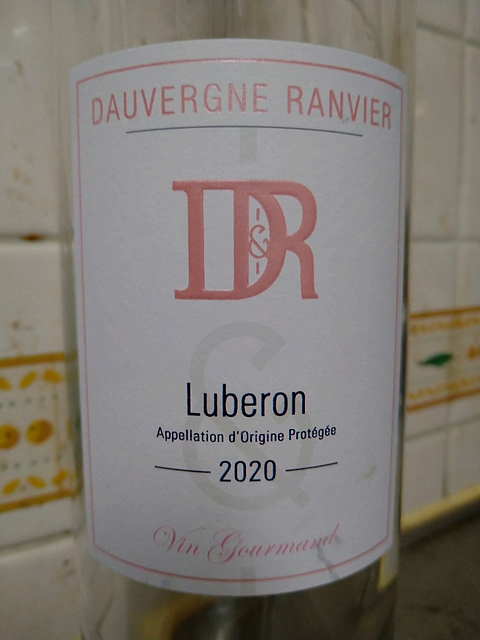 DAUVERGNE RANVIER
D&R
&
Luberon
Appellation d'Origine Protégée
2020
Vin Gourmand